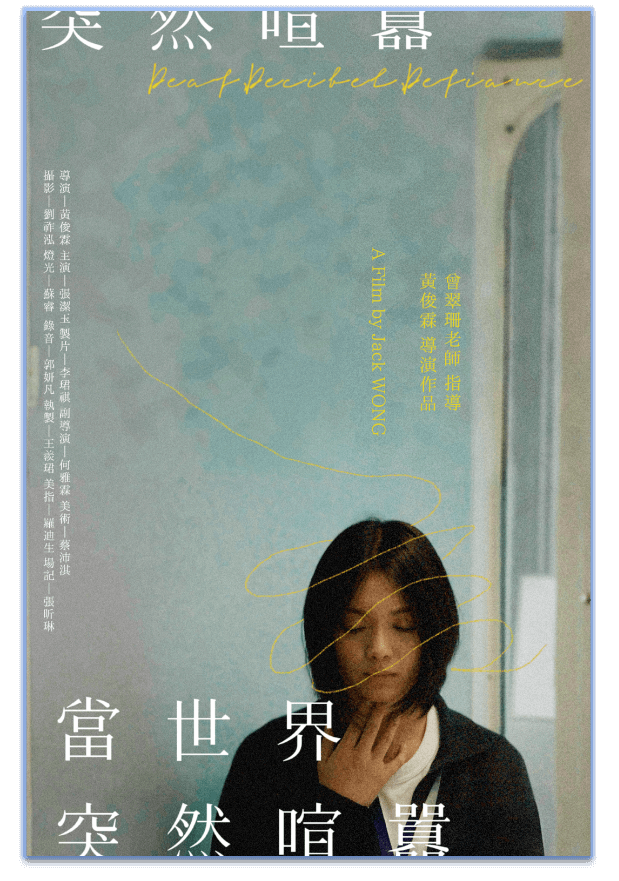 突然喧囂
Deaf Decibel Defiance
曾翠珊老師 指導
黃俊霖 導演作品
A Film by Jack WONG
導演—黃俊霖 主演—張潔玉 製片—李珺祺 副導演—何雅霖 美術—蔡沛淇
攝影—劉祚泓 燈光—蘇睿 錄音—郭妍凡 執製—王羨珺 美指—羅迪生 場記—張昕琳
當世界
突然喧囂